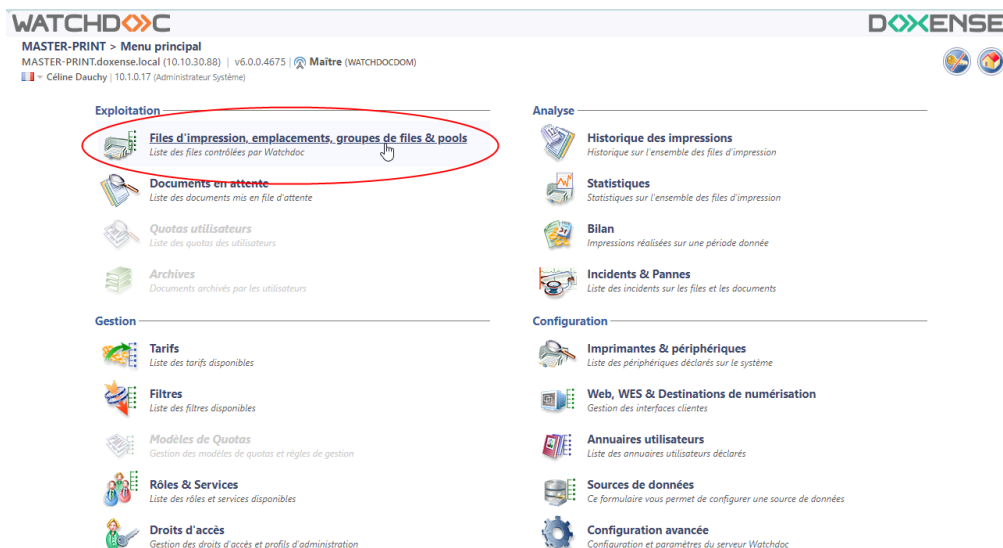 WATCHDOC
DOXENSE
MASTER-PRINT > Menu principal
MASTER-PRINT.doxense.local (10.10.30.88) | v6.0.0.4675 | Maître (WATCHDOCDOM)
Céline Dauchy | 10.1.0.17 (Administrateur Système)
Exploitation
Files d'impression, emplacements, groupes de files & pools
Liste des files contrôlées par Watchdoc
Documents en attente
Liste des documents mis en file d'attente
Quotas utilisateurs
Liste des quotas des utilisateurs
Archives
Documents archivés par les utilisateurs
Analyse
Historique des impressions
Historique sur l'ensemble des files d'impression
Statistiques
Statistiques sur l'ensemble des files d'impression
Bilan
Impressions réalisées sur une période donnée
Incidents & Pannes
Liste des incidents sur les files et les documents
Gestion
Tarifs
Liste des tarifs disponibles
Filtres
Liste des filtres disponibles
Modèles de Quotas
Gestion des modèles de quotas et règles de gestion
Rôles & Services
Liste des rôles et services disponibles
Droits d'accès
Gestion des droits d'accès et profils d'administration
Configuration
Imprimantes & périphériques
Liste des périphériques déclarés sur le système
Web, WES & Destinations de numérisation
Gestion des interfaces clientes
Annuaires utilisateurs
Liste des annuaires utilisateurs déclarés
Sources de données
Ce formulaire vous permet de configurer une source de données
Configuration avancée
Configuration et paramètres du serveur Watchdoc